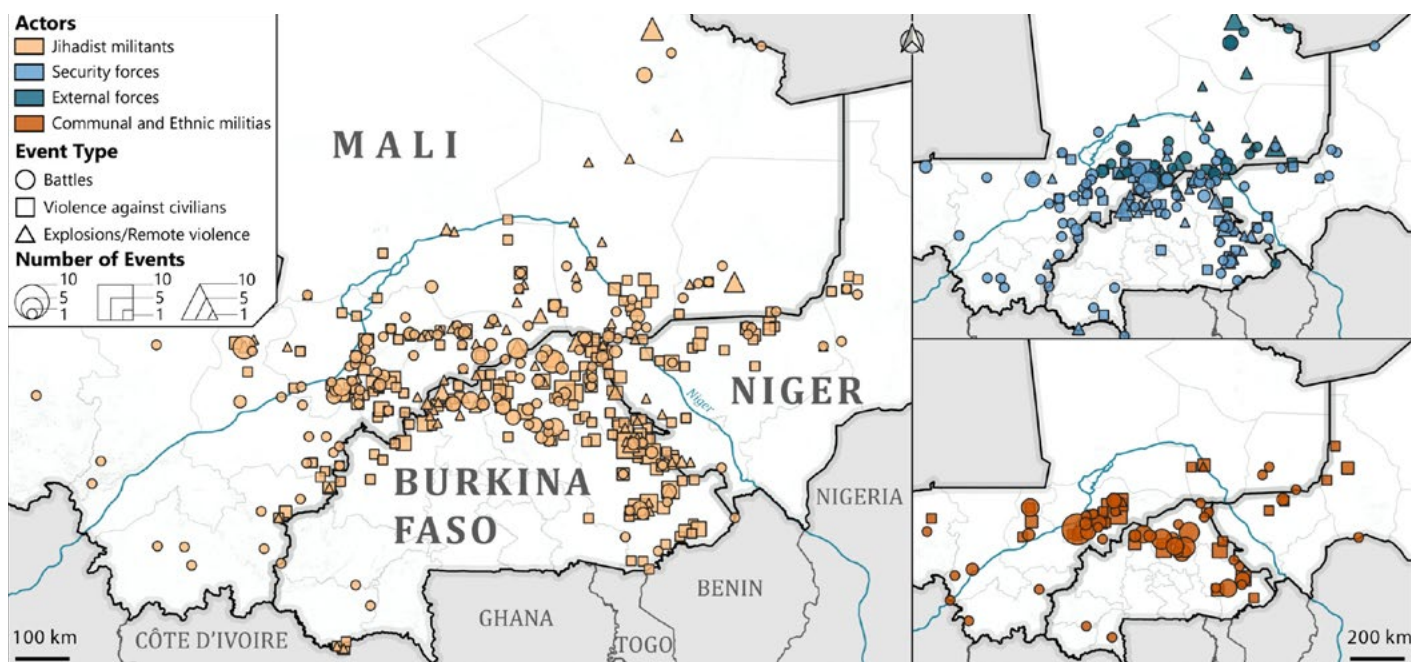 Actors
Jihadist militants
Security forces
External forces
Communal and Ethnic militias
Event Type
Battles
Violence against civilians
Explosions/Remote violence
Number of Events
10 10 10
5 5 5
1 1 1
MALI
NIGER
Niger
BURKINA
FASO
NIGERIA
BENIN
GHANA
TOGO
CÔTE D'IVOIRE
100 km
200 km